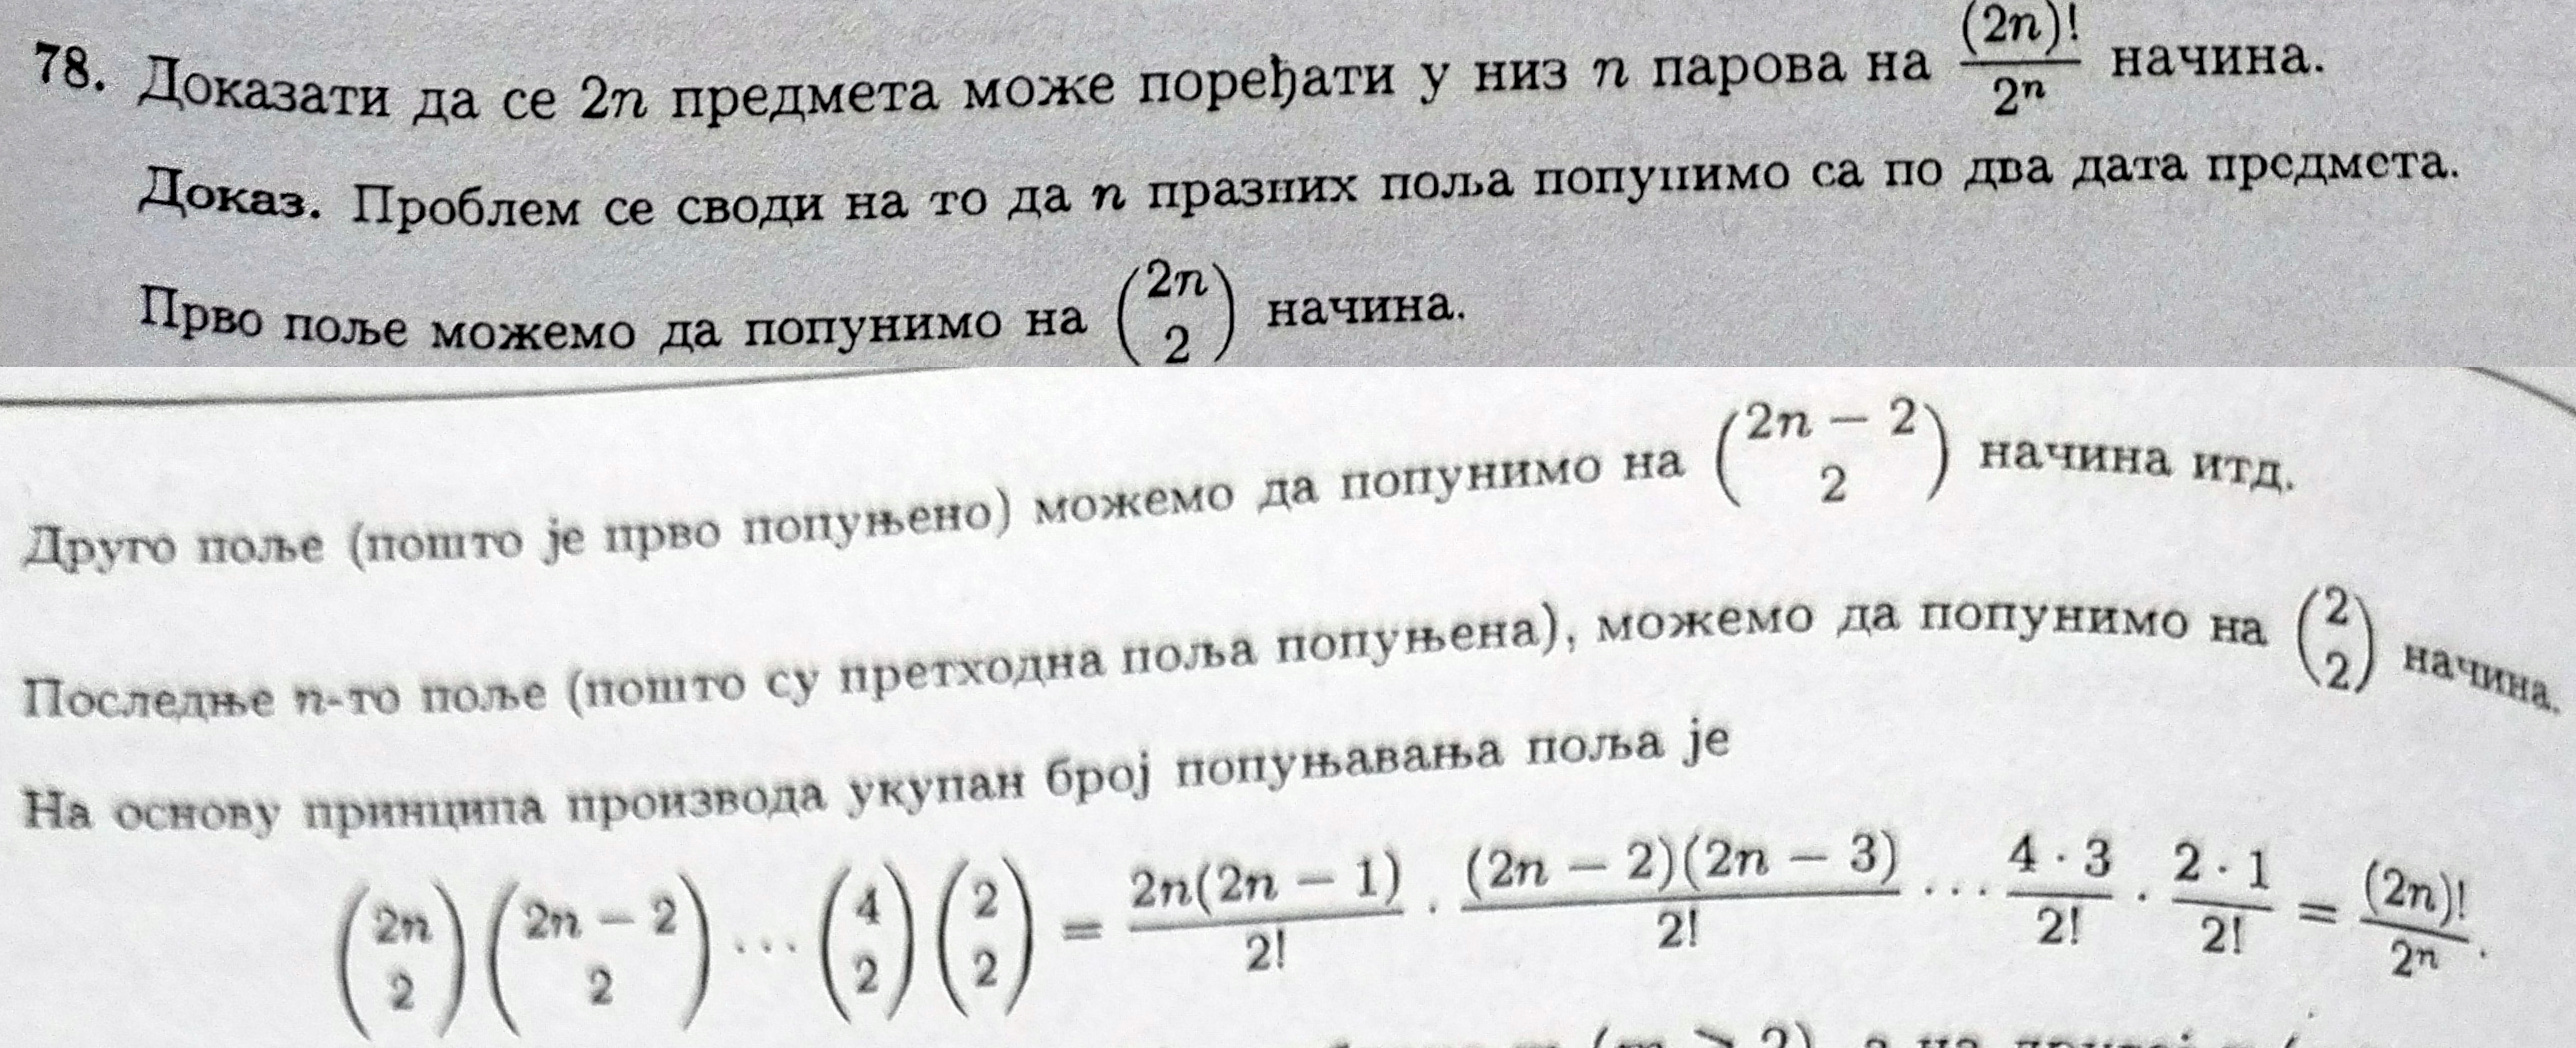 78. Доказати да се 2n предмета може поређати у низ n парова на \frac{(2n)!}{2^n} начина.
Доказ. Проблем се своди на то да n празних поља попунимо са по два дата предмета.
Прво поље можемо да попунимо на \binom{2n}{2} начина.
Друго поље (пошто је прво попуњено) можемо да попунимо на \binom{2n-2}{2} начина итд.
Последње n-то поље (пошто су претходна поља попуњена), можемо да попунимо на \binom{2}{2} начина.
На основу принципа производа укупан број попуњавања поља је
\binom{2n}{2}\binom{2n-2}{2}\cdots\binom{4}{2}\binom{2}{2} = \frac{2n(2n-1)}{2!} \cdot \frac{(2n-2)(2n-3)}{2!} \cdots \frac{4 \cdot 3}{2!} \cdot \frac{2 \cdot 1}{2!} = \frac{(2n)!}{2^n}.